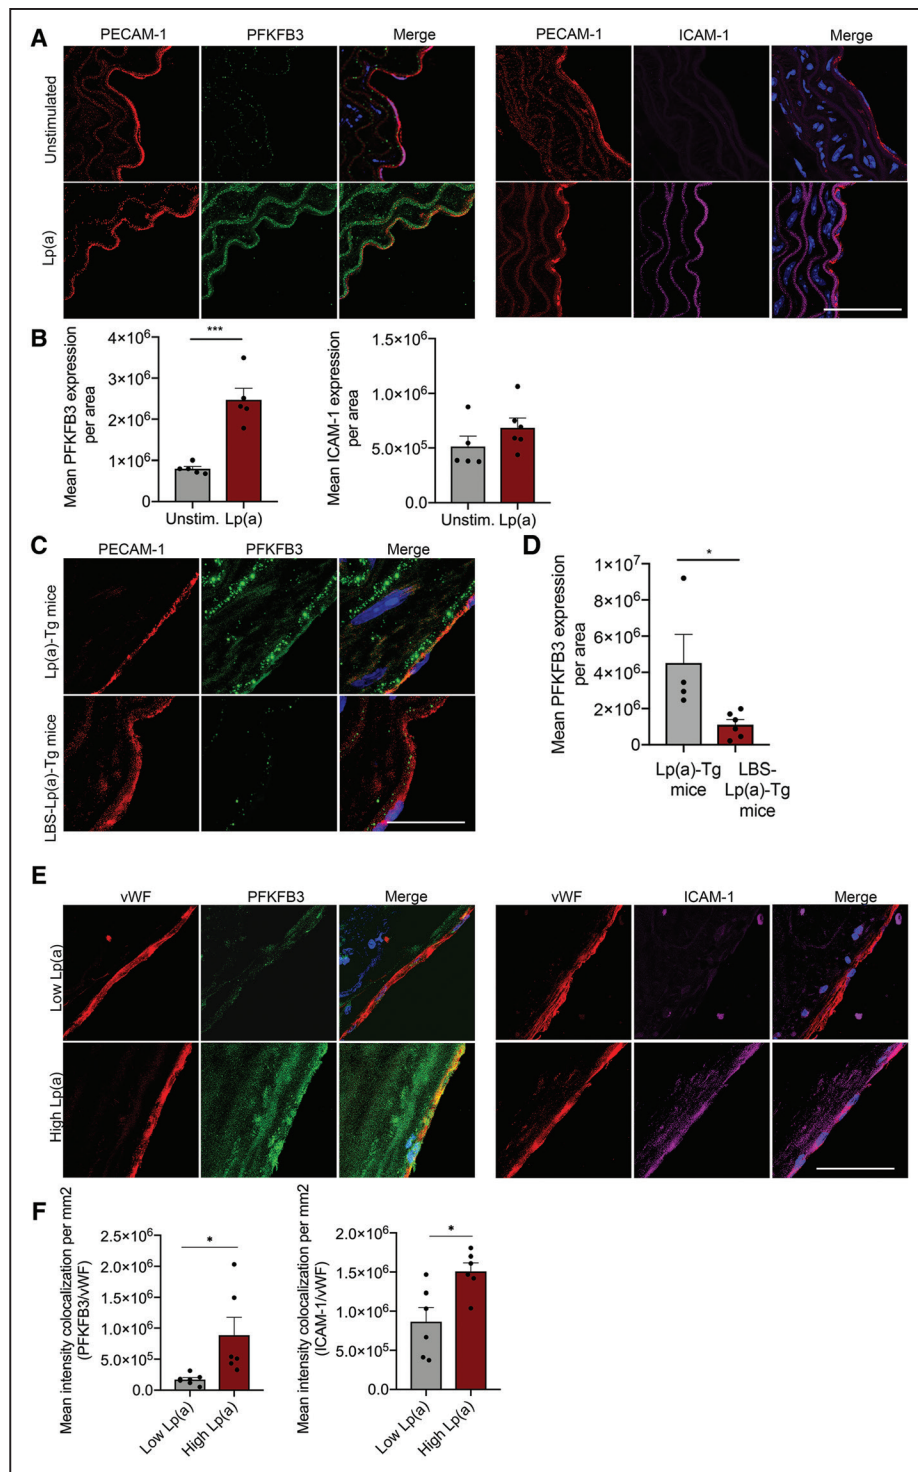 A
PECAM-1 PFKFB3 Merge PECAM-1 ICAM-1 Merge
Unstimulated
Lp(a)
B
Mean PFKFB3 expression
per area
4×10⁶
3×10⁶
2×10⁶
1×10⁶
0
***
Unstim. Lp(a)
Mean ICAM-1 expression
per area
1.5×10⁶
1.0×10⁶
5.0×10⁵
0.0
Unstim. Lp(a)
C
PECAM-1 PFKFB3 Merge
Lp(a)-Tg mice
LBS-Lp(a)-Tg mice
D
Mean PFKFB3 expression
per area
1×10⁷
8×10⁶
6×10⁶
4×10⁶
2×10⁶
0
*
Lp(a)-Tg
mice
LBS-
Lp(a)-Tg
mice
E
vWF PFKFB3 Merge vWF ICAM-1 Merge
Low Lp(a)
High Lp(a)
F
Mean intensity colocalization per mm2
(PFKFB3/vWF)
2.5×10⁶
2.0×10⁶
1.5×10⁶
1.0×10⁶
5.0×10⁵
0.0
*
Low Lp(a)
High Lp(a)
Mean intensity colocalization per mm2
(ICAM-1/vWF)
2.0×10⁶
1.5×10⁶
1.0×10⁶
5.0×10⁵
0.0
*
Low Lp(a)
High Lp(a)